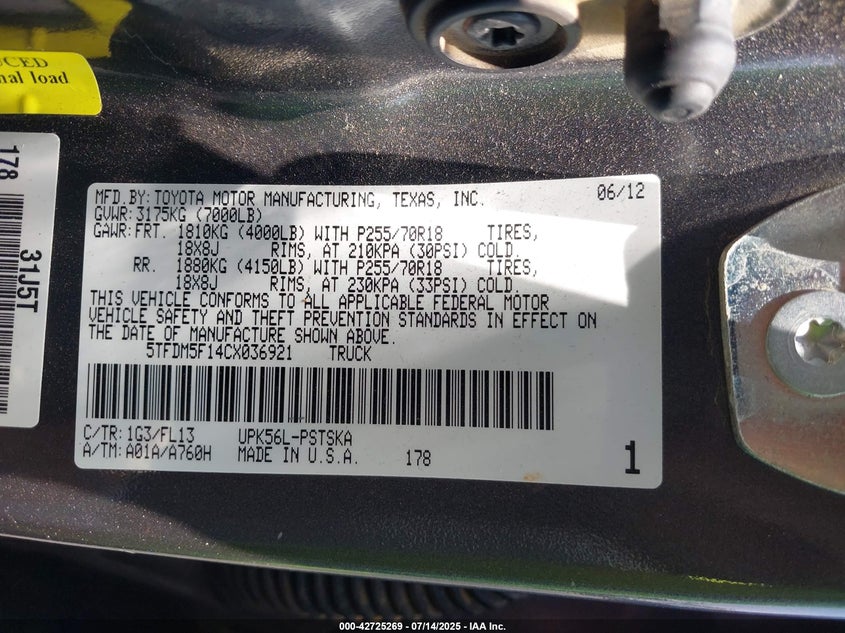 UCED
nal load
178
31J5T
MFD.BY: TOYOTA MOTOR MANUFACTURING, TEXAS, INC. 06/12
GVWR: 3175KG (7000LB)
GAWR: FRT. 1810KG (4000LB) WITH P255/70R18 TIRES,
18X8J RIMS, AT 210KPA (30PSI) COLD.
RR. 1880KG (4150LB) WITH P255/70R18 TIRES,
18X8J RIMS, AT 230KPA (33PSI) COLD.
THIS VEHICLE CONFORMS TO ALL APPLICABLE FEDERAL MOTOR
VEHICLE SAFETY AND THEFT PREVENTION STANDARDS IN EFFECT ON
THE DATE OF MANUFACTURE SHOWN ABOVE.
5TFDM5F14CX036921 TRUCK
C/TR: 1G3/FL13 UPK56L-PSTSKA
A/TM: A01A/A760H MADE IN U.S.A. 178
1
000-42725269 - 07/14/2025 - IAA Inc.